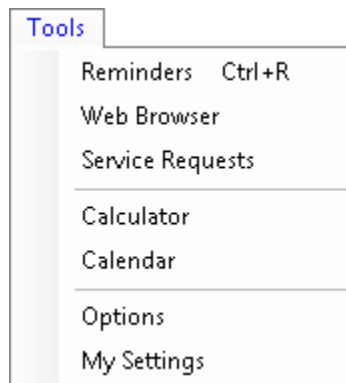 Tools
Reminders Ctrl+R
Web Browser
Service Requests
Calculator
Calendar
Options
My Settings